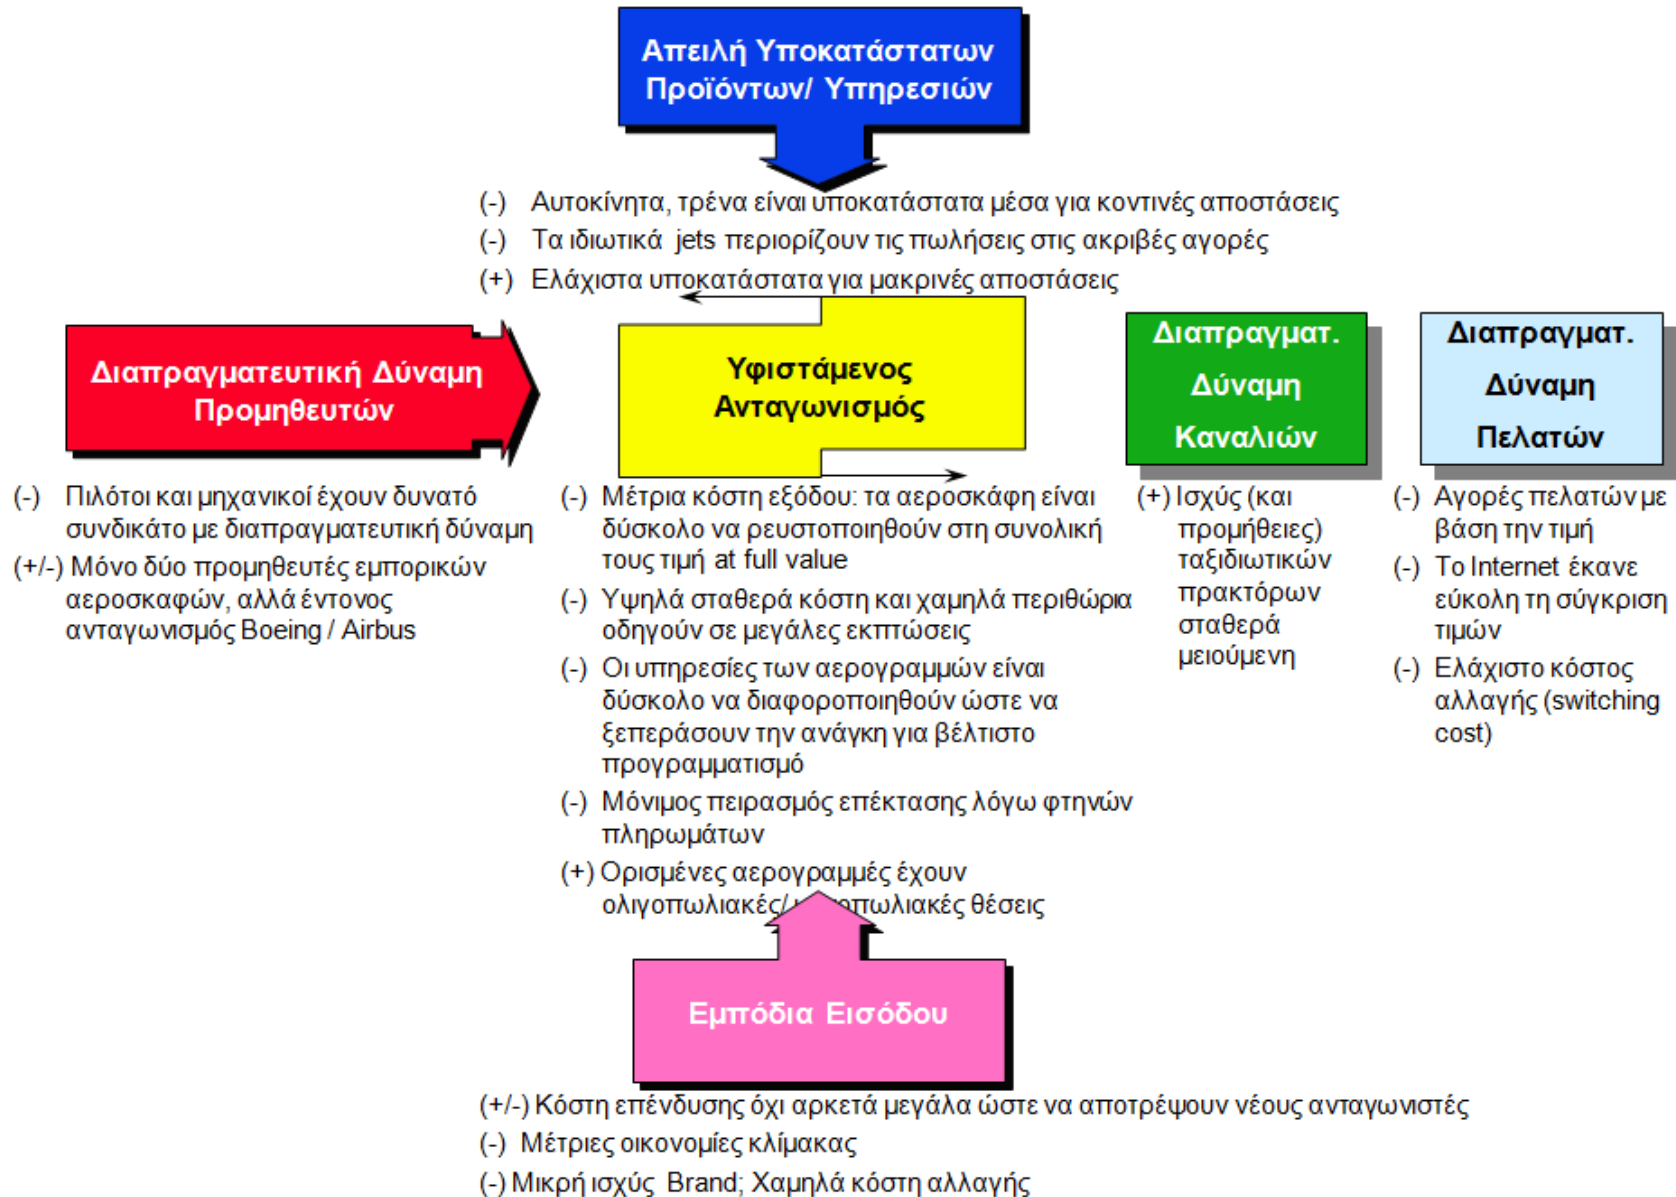 Απειλή Υποκατάστατων
Προϊόντων/ Υπηρεσιών
(-) Αυτοκίνητα, τρένα είναι υποκατάστατα μέσα για κοντινές αποστάσεις
(-) Τα ιδιωτικά jets περιορίζουν τις πωλήσεις στις ακριβές αγορές
(+) Ελάχιστα υποκατάστατα για μακρινές αποστάσεις
Διαπραγματευτική Δύναμη
Προμηθευτών
(-) Πιλότοι και μηχανικοί έχουν δυνατό
συνδικάτο με διαπραγματευτική δύναμη
(+/-) Μόνο δύο προμηθευτές εμπορικών
αεροσκαφών, αλλά έντονος
ανταγωνισμός Boeing / Airbus
Υφιστάμενος
Ανταγωνισμός
(-) Μέτρια κόστη εξόδου: τα αεροσκάφη είναι
δύσκολο να ρευστοποιηθούν στη συνολική
τους τιμή at full value
(-) Υψηλά σταθερά κόστη και χαμηλά περιθώρια
οδηγούν σε μεγάλες εκπτώσεις
(-) Οι υπηρεσίες των αερογραμμών είναι
δύσκολο να διαφοροποιηθούν ώστε να
ξεπεράσουν την ανάγκη για βέλτιστο
προγραμματισμό
(-) Μόνιμος πειρασμός επέκτασης λόγω φτηνών
πληρωμάτων
(+) Ορισμένες αερογραμμές έχουν
ολιγοπωλιακές/ θέσεις
Διαπραγματ.
Δύναμη
Καναλιών
(+) Ισχύς (και
προμήθειες)
ταξιδιωτικών
πρακτόρων
σταθερά
μειούμενη
Διαπραγματ.
Δύναμη
Πελατών
(-) Αγορές πελατών με
βάση την τιμή
(-) Το Internet έκανε
εύκολη τη σύγκριση
τιμών
(-) Ελάχιστο κόστος
αλλαγής (switching
cost)
Εμπόδια Εισόδου
(+/-) Κόστη επένδυσης όχι αρκετά μεγάλα ώστε να αποτρέψουν νέους ανταγωνιστές
(-) Μέτριες οικονομίες κλίμακας
(-) Μικρή ισχύς Brand; Χαμηλά κόστη αλλαγής